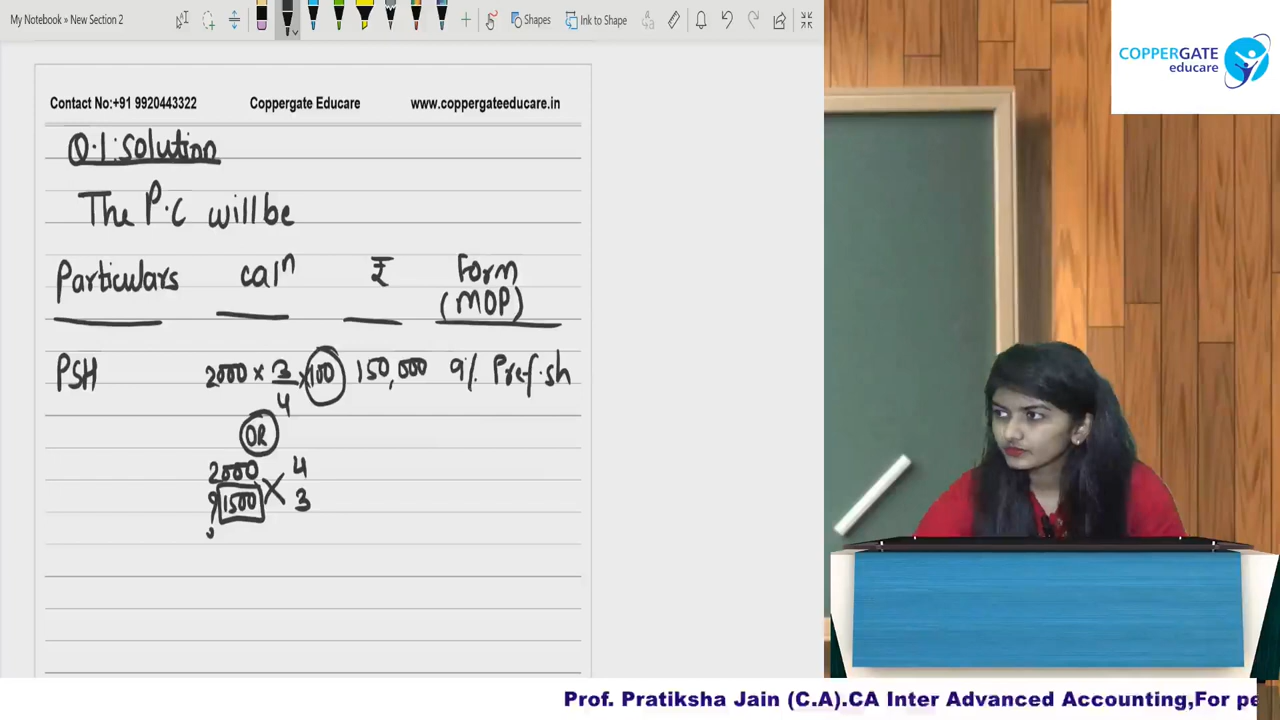 My Notebook » New Section 2
Shapes
Ink to Shape
COPPERGATE
educare
Contact No:+91 9920443322 Coppergate Educare www.coppergateeducare.in
Q.1: Solution
The P.C will be
Particulars calⁿ ₹ Form
(MOP)
PSH 2000 × 3/4 × 100 150,000 9% Pref. sh
OR
2000 4
1500 3
Prof. Pratiksha Jain (C.A).CA Inter Advanced Accounting,For pe